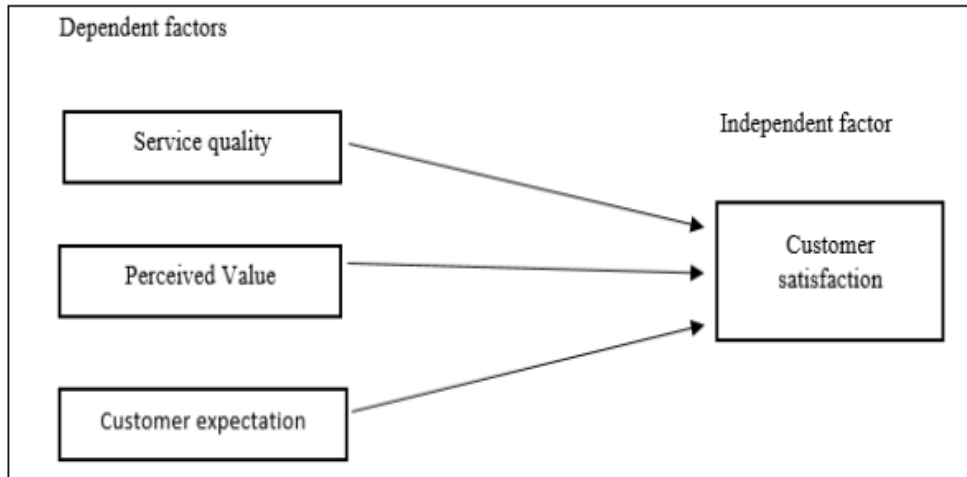 Dependent factors
Service quality
Independent factor
Perceived Value
Customer
satisfaction
Customer expectation